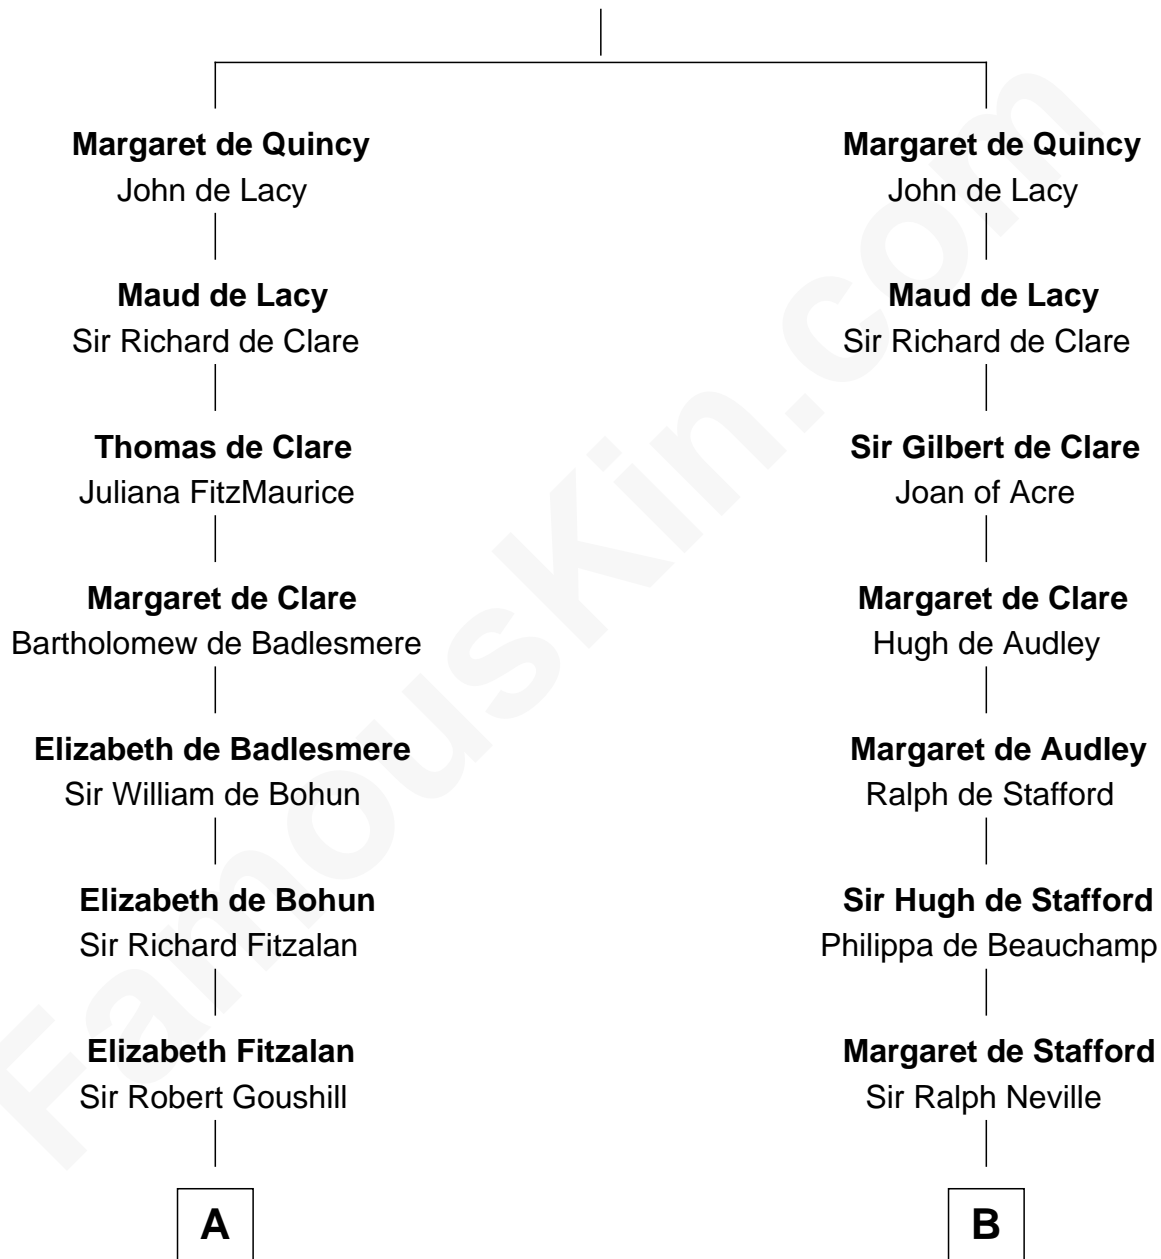 Margaret de Quincy
John de Lacy
Maud de Lacy
Sir Richard de Clare
Thomas de Clare
Juliana FitzMaurice
Margaret de Clare
Bartholomew de Badlesmere
Elizabeth de Badlesmere
Sir William de Bohun
Elizabeth de Bohun
Sir Richard Fitzalan
Elizabeth Fitzalan
Sir Robert Goushill
A
Margaret de Quincy
John de Lacy
Maud de Lacy
Sir Richard de Clare
Sir Gilbert de Clare
Joan of Acre
Margaret de Clare
Hugh de Audley
Margaret de Audley
Ralph de Stafford
Sir Hugh de Stafford
Philippa de Beauchamp
Margaret de Stafford
Sir Ralph Neville
B
FamousKin.com